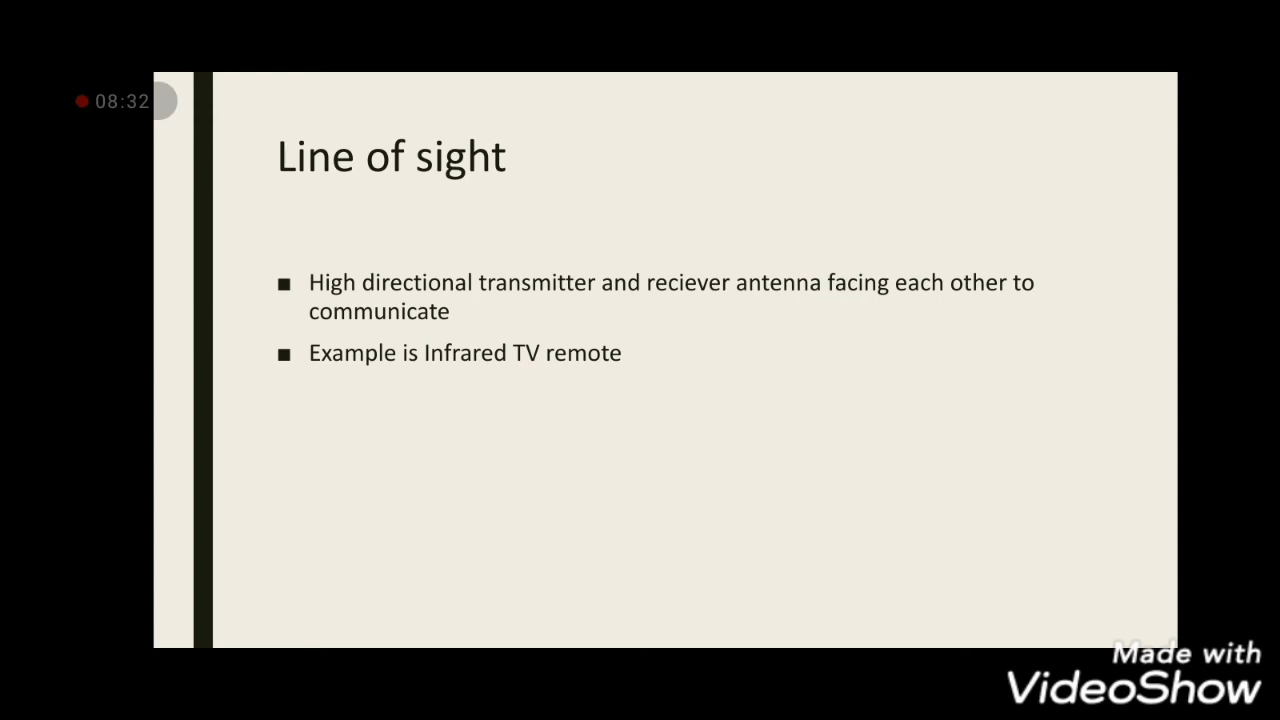 08:32
Line of sight
■ High directional transmitter and reciever antenna facing each other to
communicate
■ Example is Infrared TV remote
Made with
VideoShow